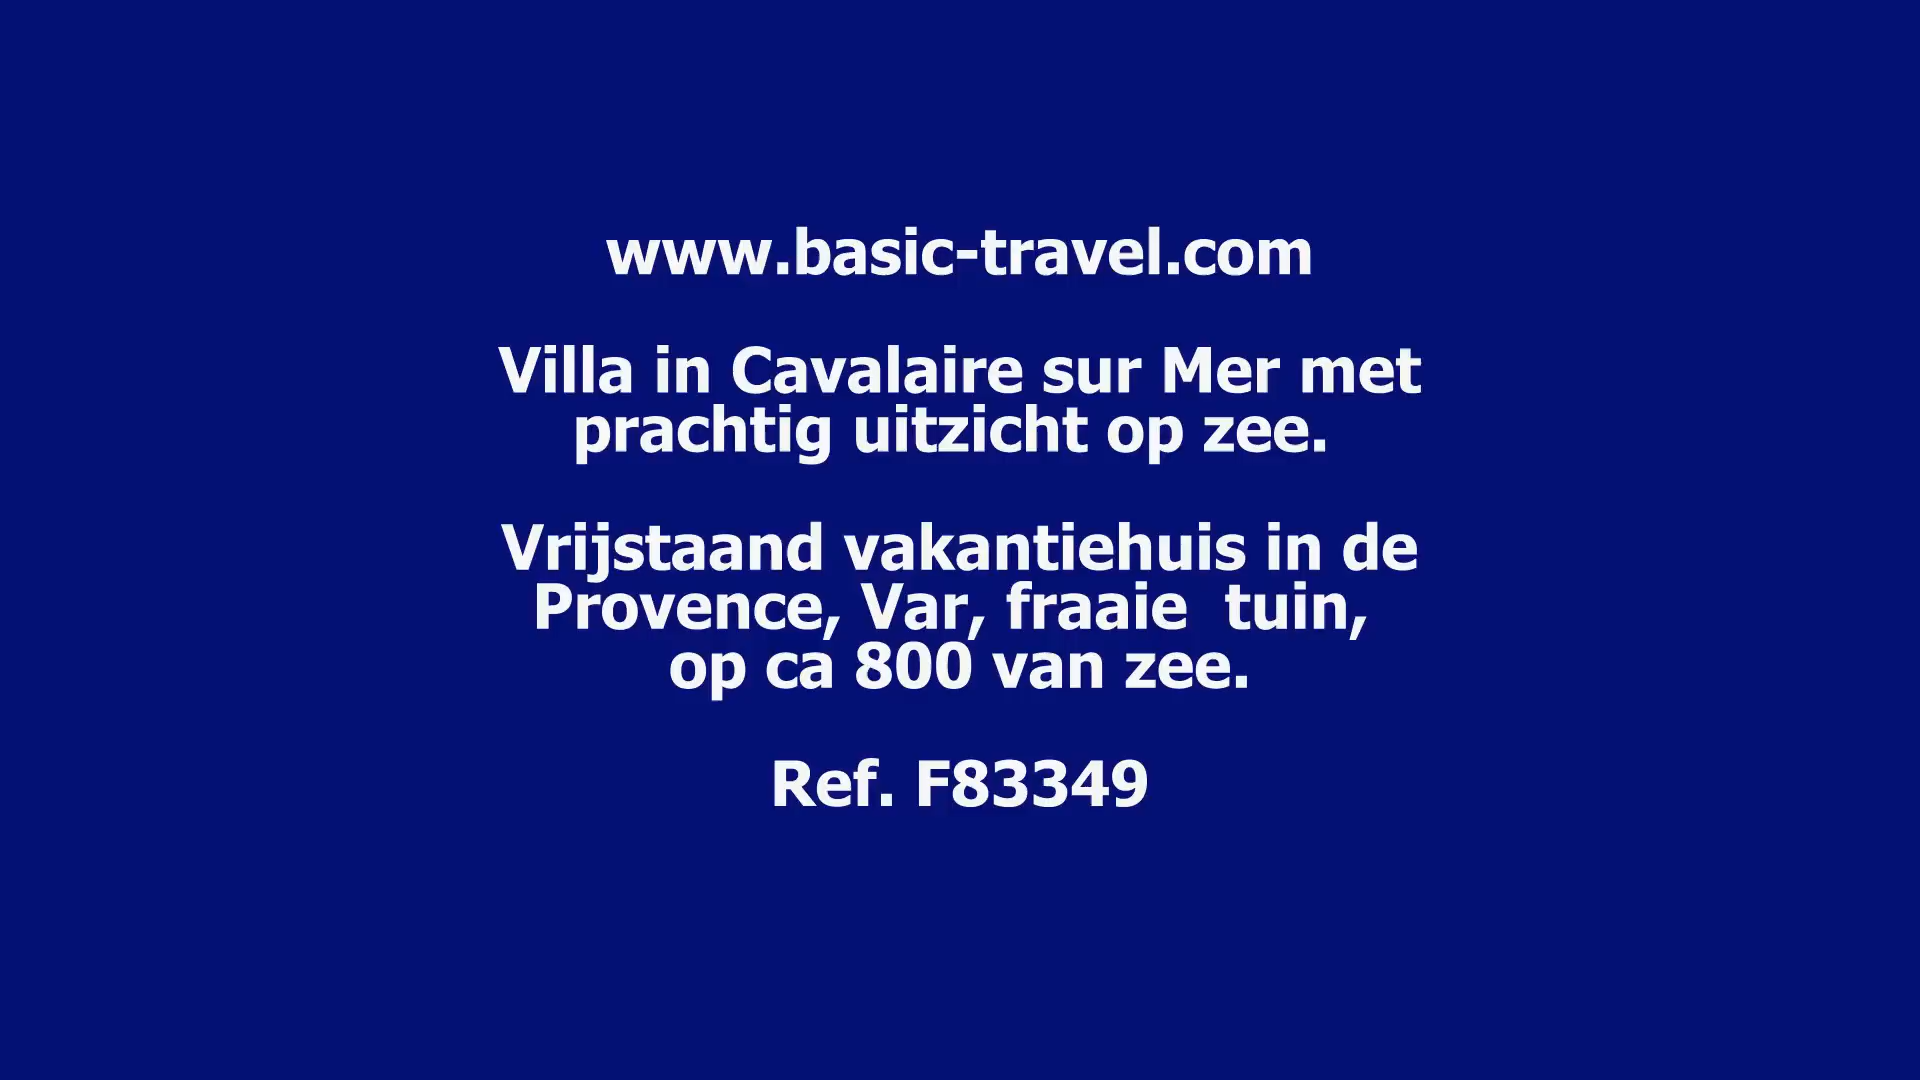 www.basic-travel.com
Villa in Cavalaire sur Mer met
prachtig uitzicht op zee.
Vrijstaand vakantiehuis in de
Provence, Var, fraaie  tuin,
op ca 800 van zee.
Ref. F83349